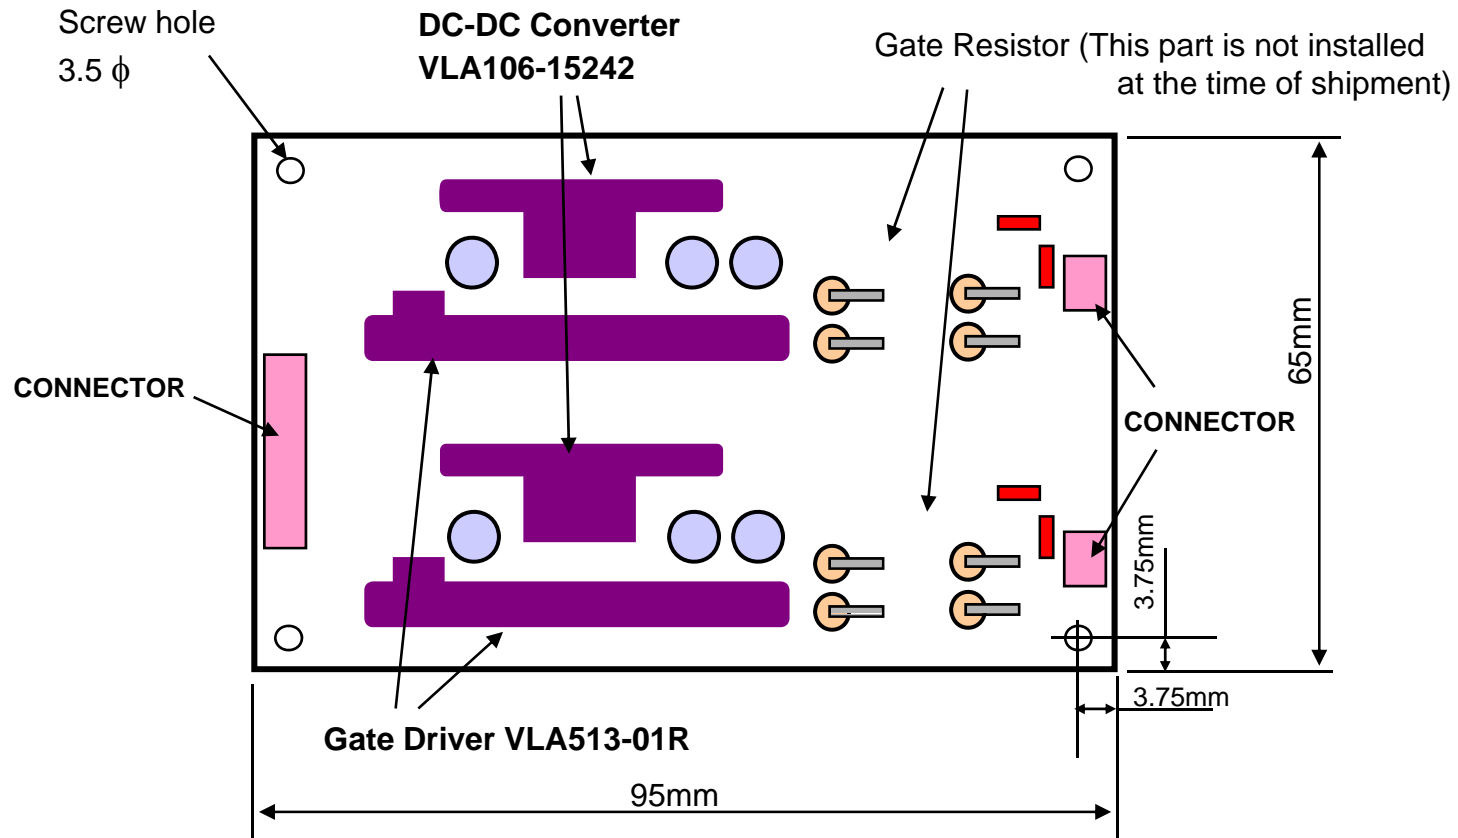 Screw hole
3.5 ϕ
DC-DC Converter
VLA106-15242
Gate Resistor (This part is not installed
at the time of shipment)
65mm
CONNECTOR
CONNECTOR
3.75mm
3.75mm
Gate Driver VLA513-01R
95mm